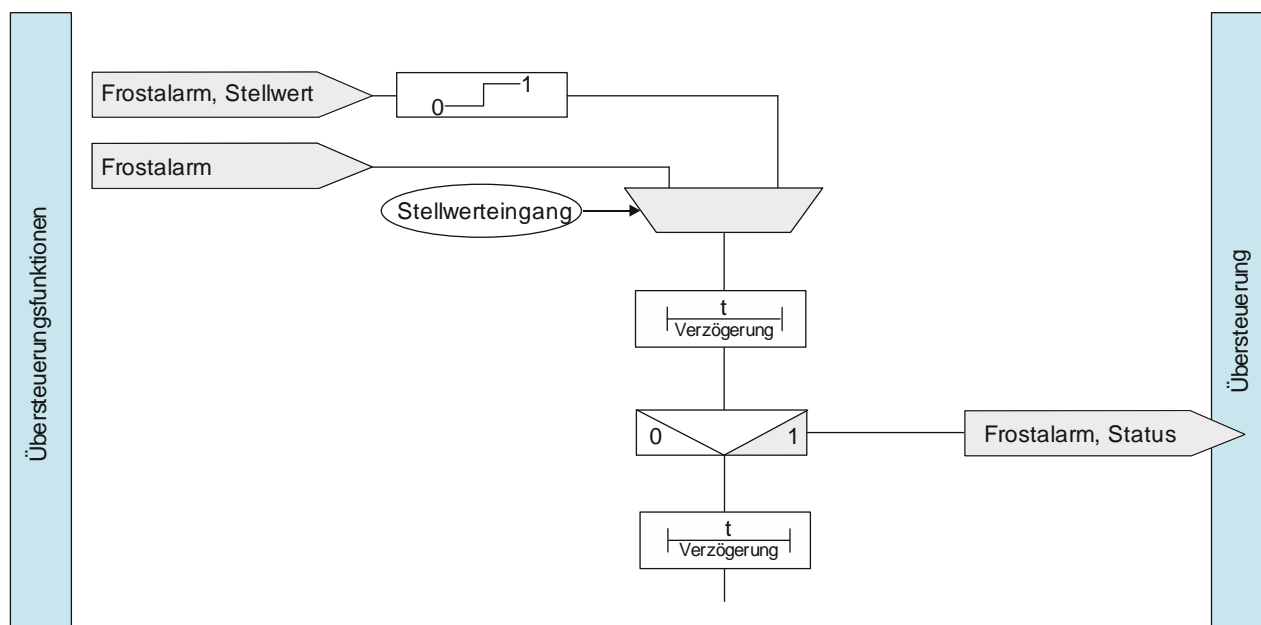 Übersteuerungsfunktionen
Frostalarm, Stellwert
0 1
Frostalarm
Stellwerteingang
t
Verzögerung
0 1
Frostalarm, Status
t
Verzögerung
Übersteuerung